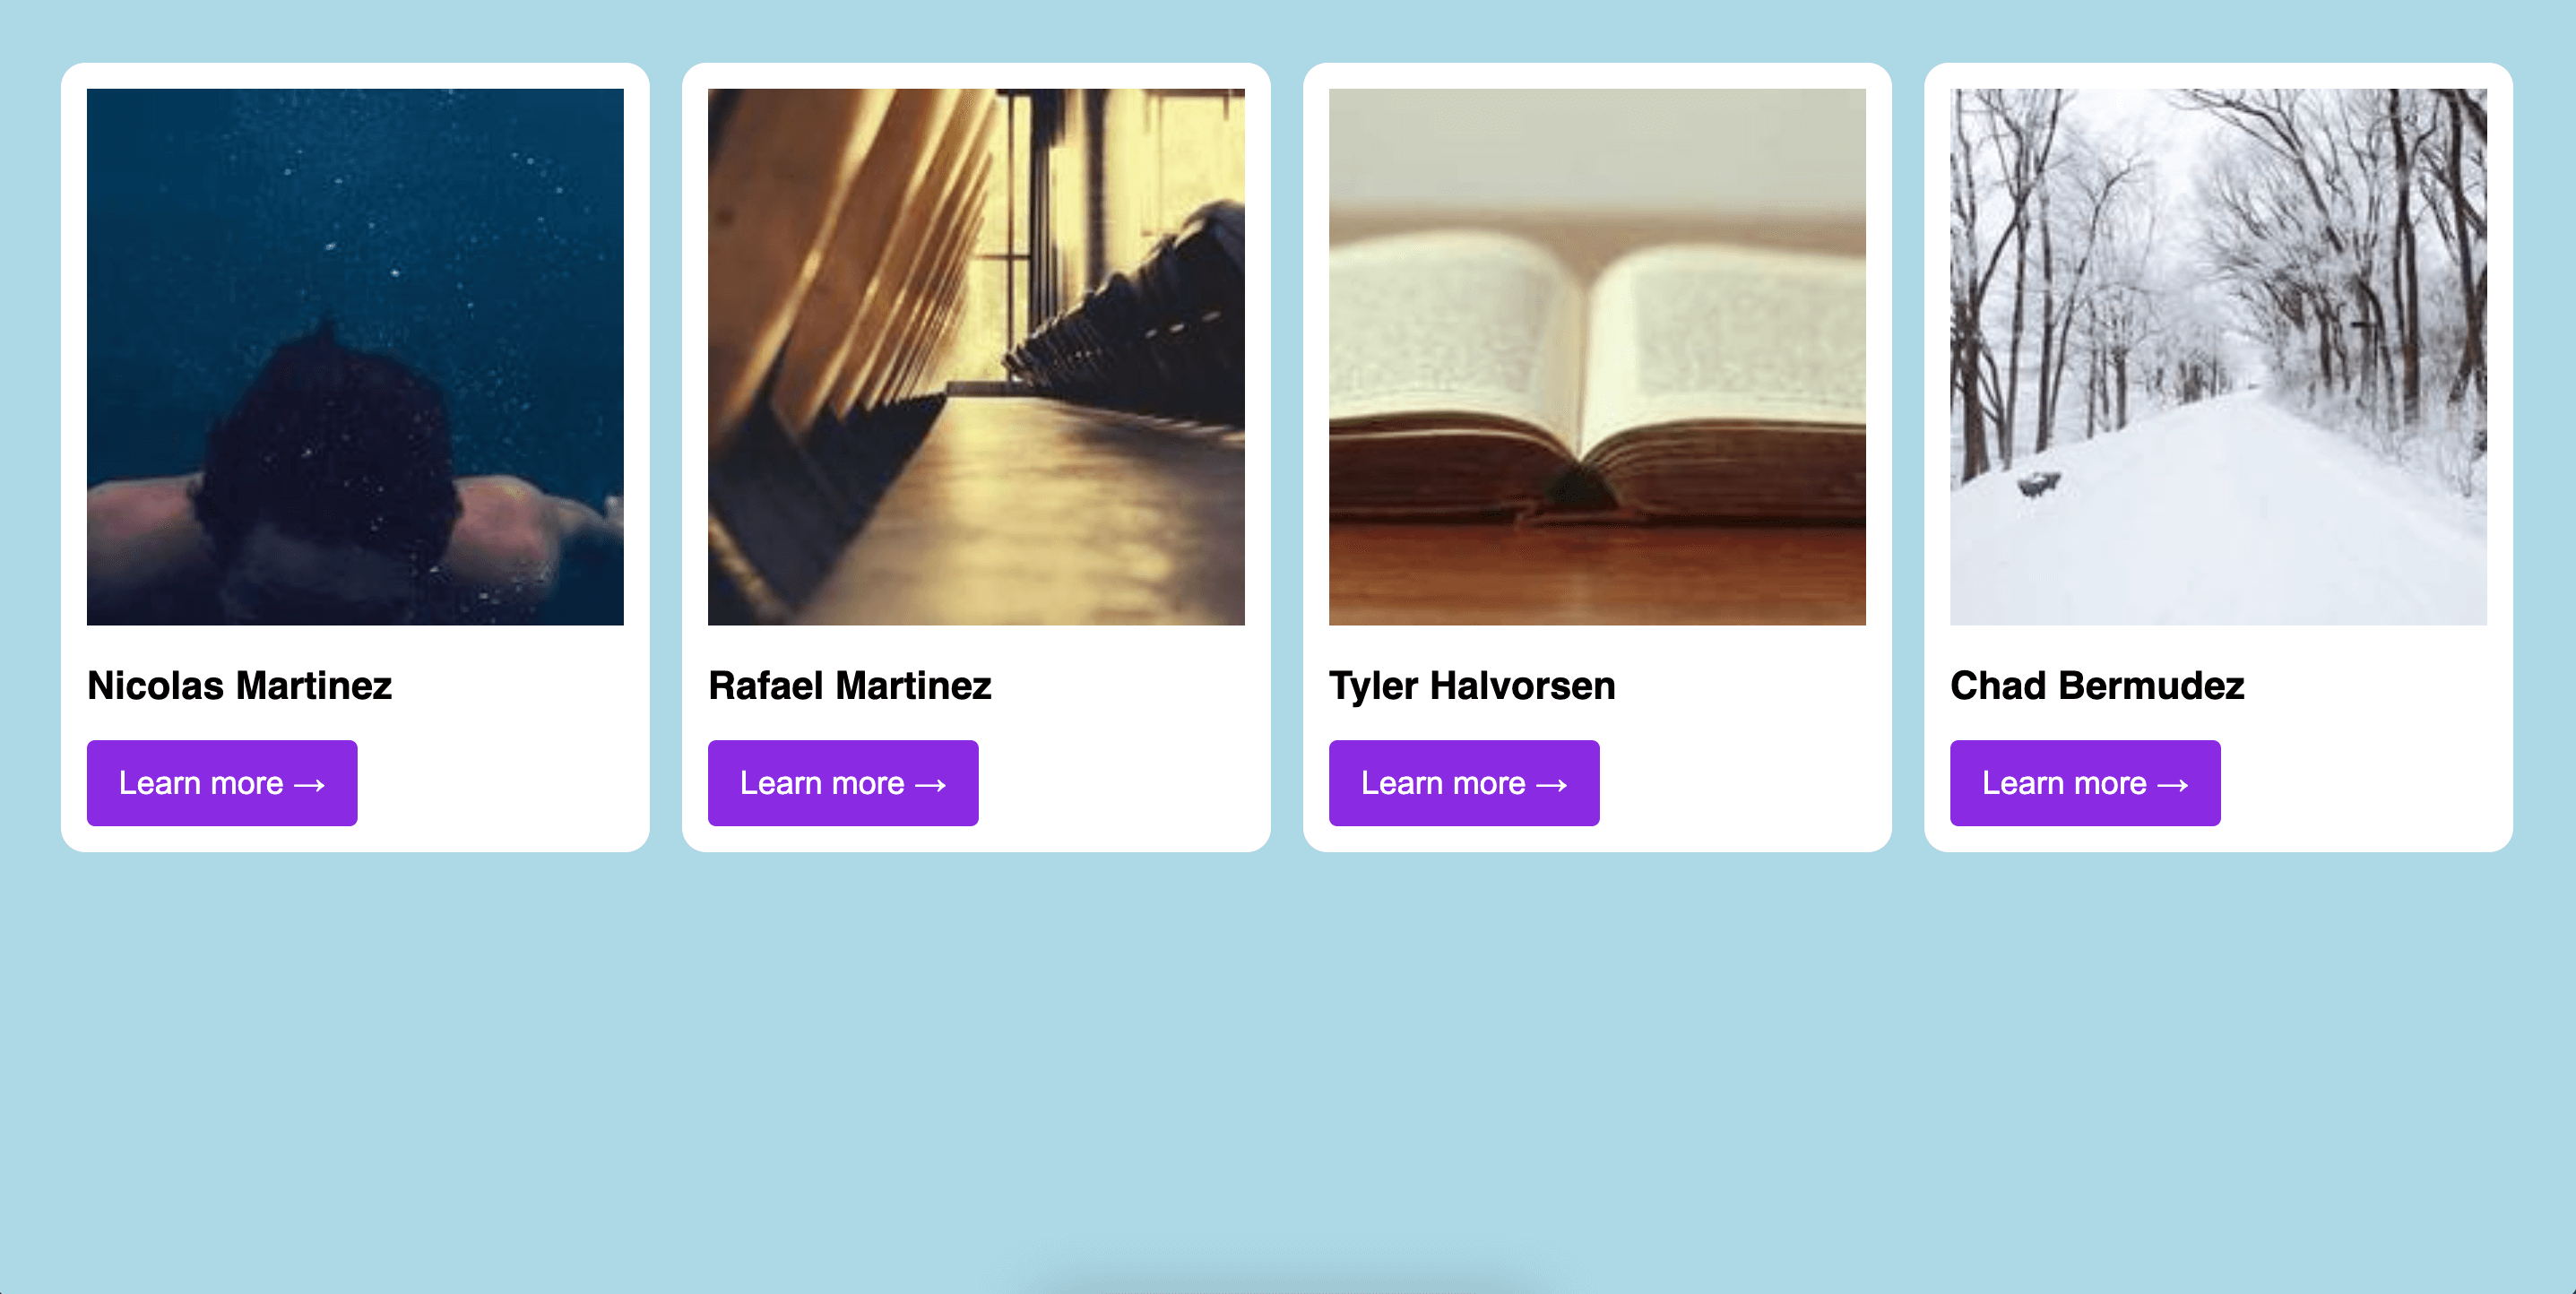 Nicolas Martinez
Learn more →
Rafael Martinez
Learn more →
Tyler Halvorsen
Learn more →
Chad Bermudez
Learn more →